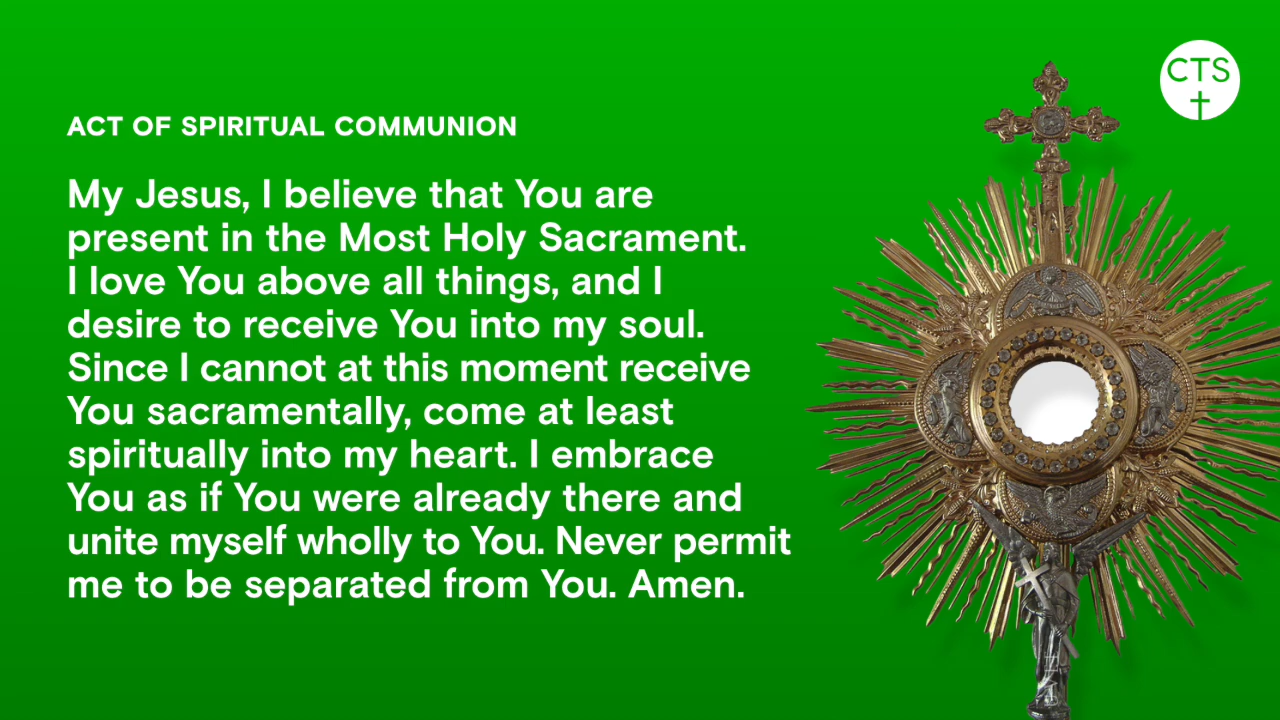 CTS
ACT OF SPIRITUAL COMMUNION
My Jesus, I believe that You are
present in the Most Holy Sacrament.
I love You above all things, and I
desire to receive You into my soul.
Since I cannot at this moment receive
You sacramentally, come at least
spiritually into my heart. I embrace
You as if You were already there and
unite myself wholly to You. Never permit
me to be separated from You. Amen.